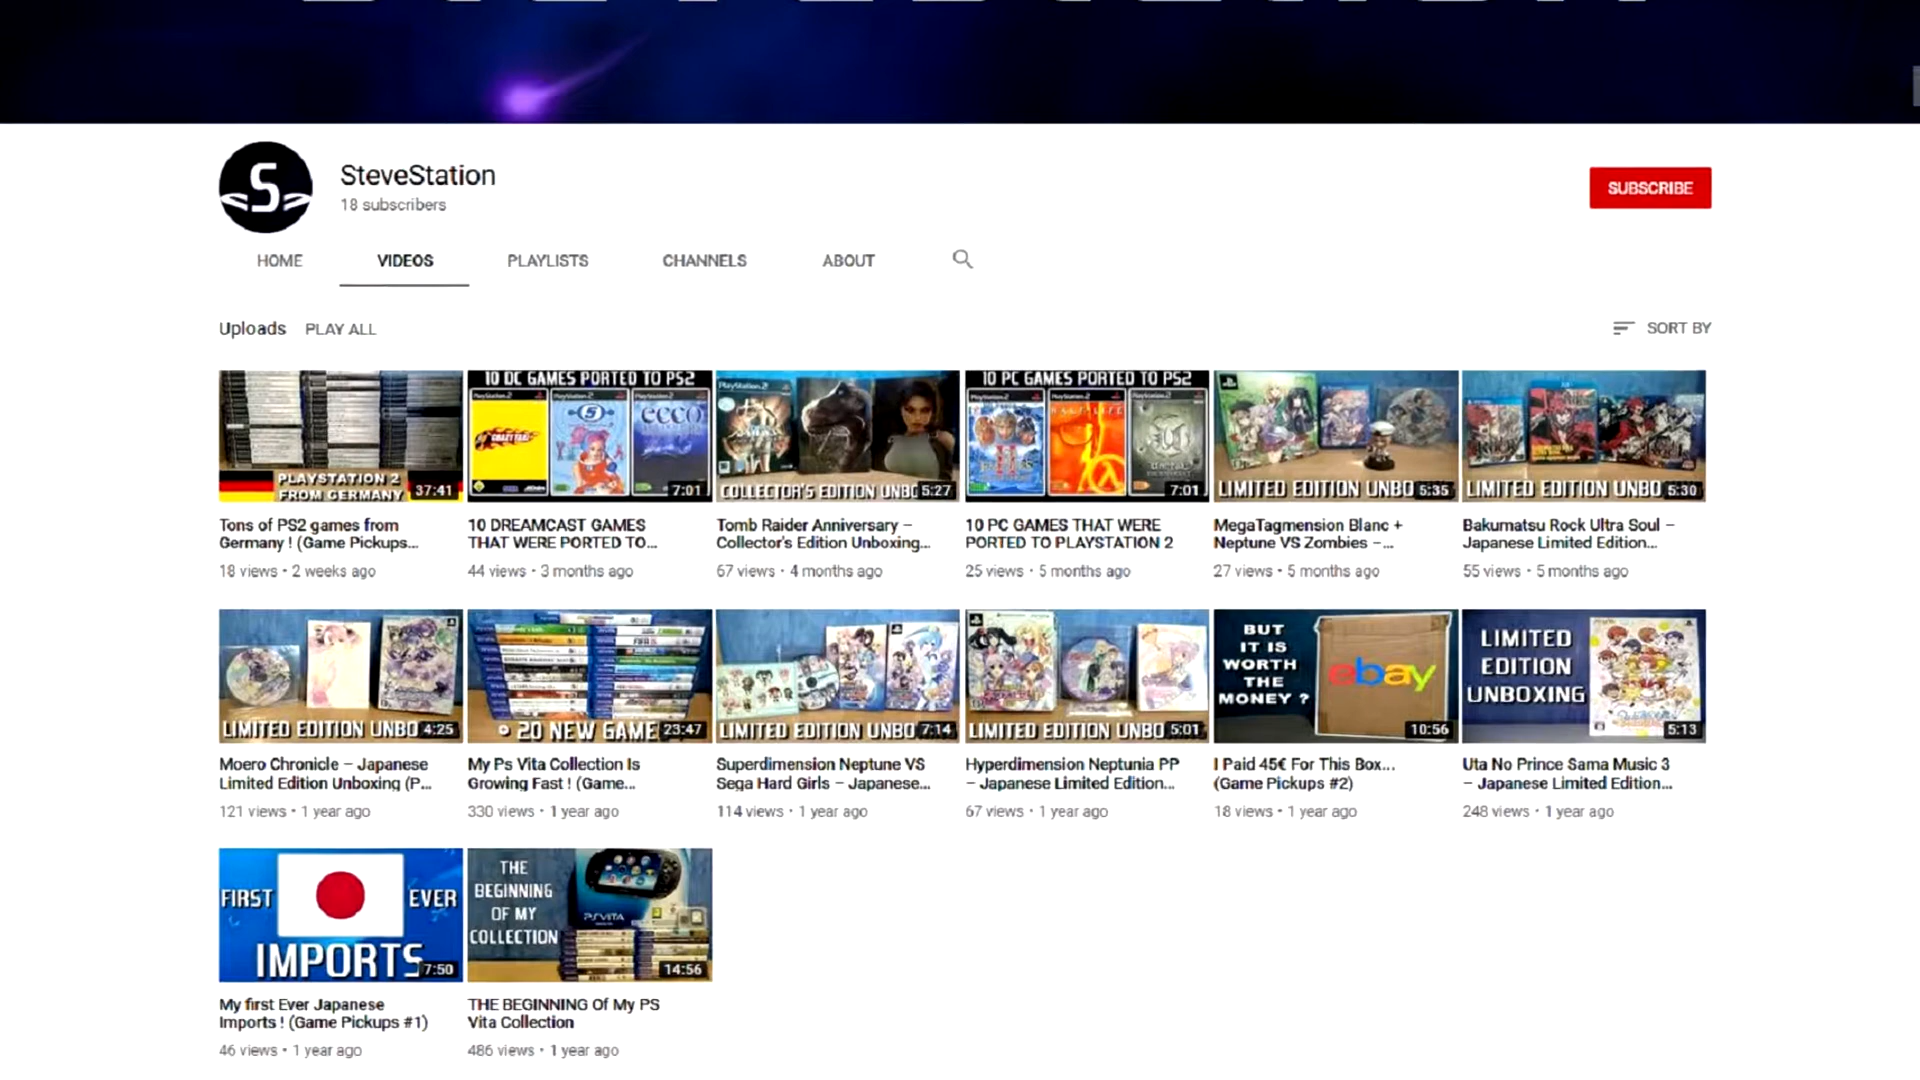 SteveStation
18 subscribers
SUBSCRIBE
HOME VIDEOS PLAYLISTS CHANNELS ABOUT
Uploads PLAY ALL SORT BY
PLAYSTATION 2
FROM GERMANY
37:41
10 DC GAMES PORTED TO PS2
PlayStation 2
ecco
7:01
PlayStation 2
COLLECTOR'S EDITION UNBO
5:27
10 PC GAMES PORTED TO PS2
PlayStation 2
HALF-LIFE
7:01
LIMITED EDITION UNBO
5:35
LIMITED EDITION UNBO
5:30
Tons of PS2 games from
Germany ! (Game Pickups...
18 views • 2 weeks ago
10 DREAMCAST GAMES
THAT WERE PORTED TO...
44 views • 3 months ago
Tomb Raider Anniversary –
Collector's Edition Unboxing...
67 views • 4 months ago
10 PC GAMES THAT WERE
PORTED TO PLAYSTATION 2
25 views • 5 months ago
MegaTagmension Blanc +
Neptune VS Zombies –...
27 views • 5 months ago
Bakumatsu Rock Ultra Soul –
Japanese Limited Edition...
55 views • 5 months ago
LIMITED EDITION UNBO
4:25
20 NEW GAME
23:47
LIMITED EDITION UNBO
7:14
LIMITED EDITION UNBO
5:01
BUT
IT IS
WORTH
THE
MONEY ?
ebay
10:56
LIMITED
EDITION
UNBOXING
5:13
Moero Chronicle – Japanese
Limited Edition Unboxing (P...
121 views • 1 year ago
My Ps Vita Collection Is
Growing Fast ! (Game...
330 views • 1 year ago
Superdimension Neptune VS
Sega Hard Girls – Japanese...
114 views • 1 year ago
Hyperdimension Neptunia PP
– Japanese Limited Edition...
67 views • 1 year ago
I Paid 45€ For This Box...
(Game Pickups #2)
18 views • 1 year ago
Uta No Prince Sama Music 3
– Japanese Limited Edition...
248 views • 1 year ago
FIRST EVER
IMPORTS
7:50
THE
BEGINNING
OF MY
COLLECTION
PSVITA
14:56
My first Ever Japanese
Imports ! (Game Pickups #1)
46 views • 1 year ago
THE BEGINNING Of My PS
Vita Collection
486 views • 1 year ago